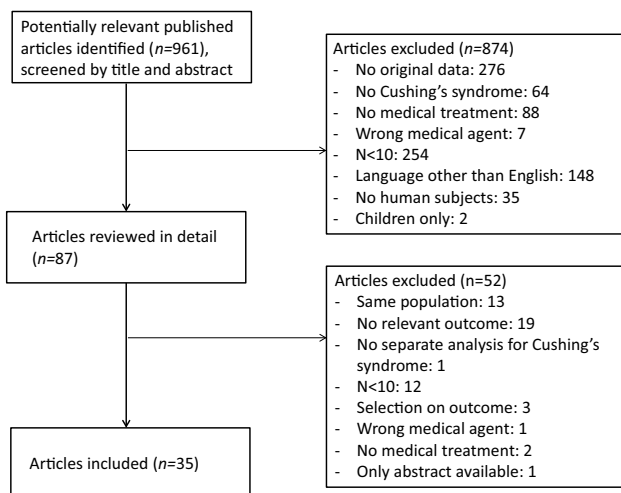 Potentially relevant published
articles identified (n=961),
screened by title and abstract
Articles excluded (n=874)
- No original data: 276
- No Cushing's syndrome: 64
- No medical treatment: 88
- Wrong medical agent: 7
- N<10: 254
- Language other than English: 148
- No human subjects: 35
- Children only: 2
Articles reviewed in detail
(n=87)
Articles excluded (n=52)
- Same population: 13
- No relevant outcome: 19
- No separate analysis for Cushing's
syndrome: 1
- N<10: 12
- Selection on outcome: 3
- Wrong medical agent: 1
- No medical treatment: 2
- Only abstract available: 1
Articles included (n=35)